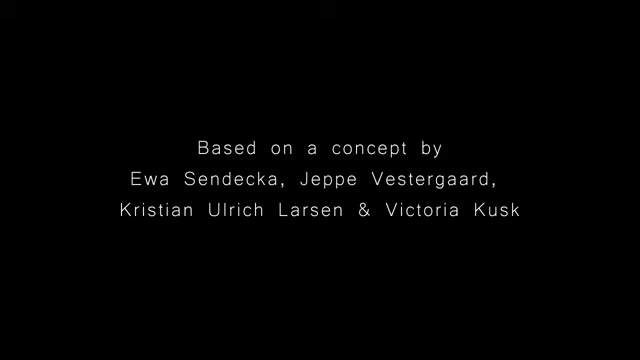 Based on a concept by
Ewa Sendecka, Jeppe Vestergaard,
Kristian Ulrich Larsen & Victoria Kusk